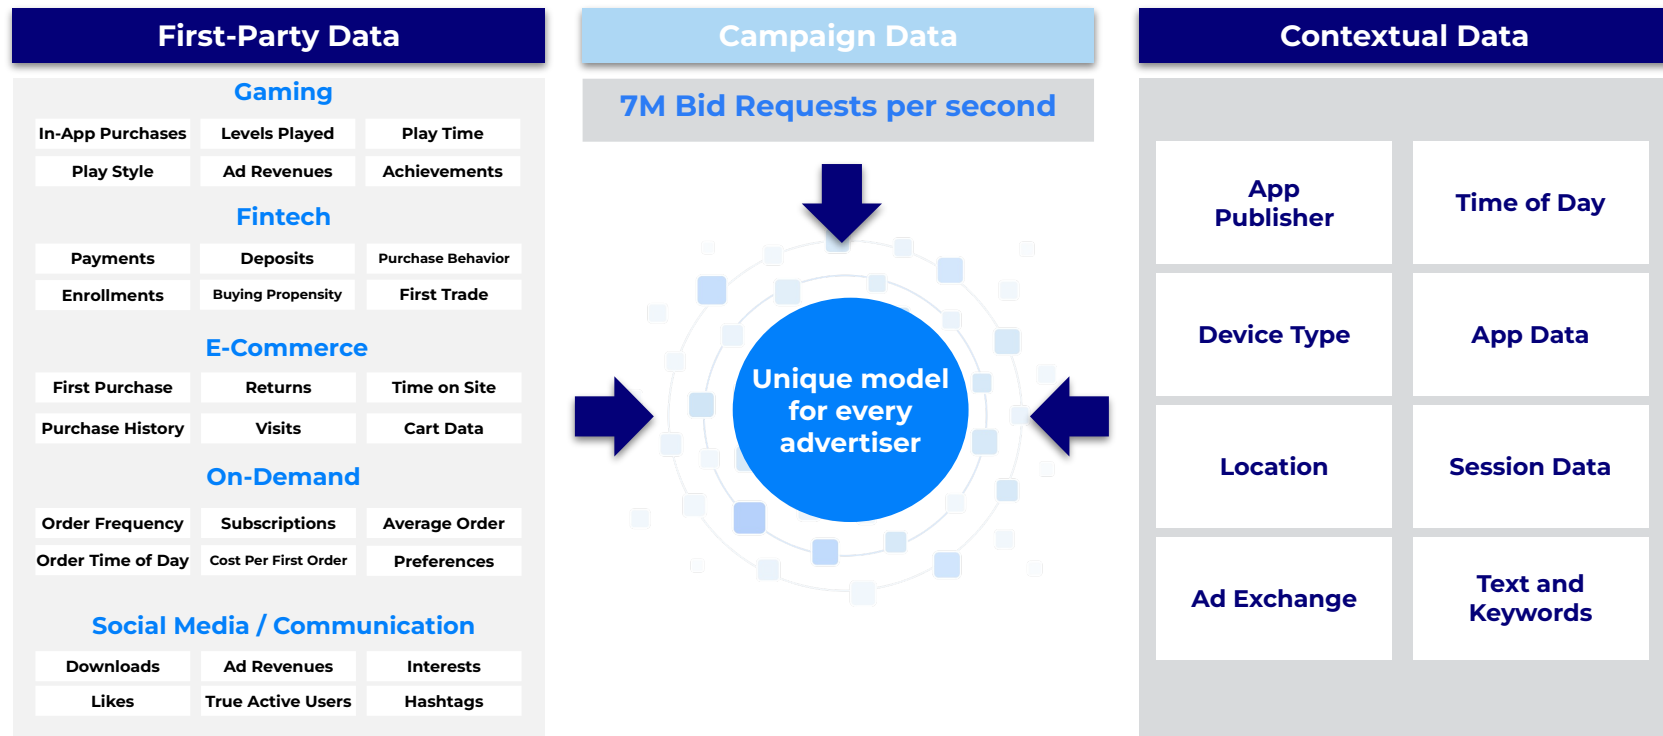 First-Party Data
Gaming
In-App Purchases
Levels Played
Play Time
Play Style
Ad Revenues
Achievements
Fintech
Payments
Deposits
Purchase Behavior
Enrollments
Buying Propensity
First Trade
E-Commerce
First Purchase
Returns
Time on Site
Purchase History
Visits
Cart Data
On-Demand
Order Frequency
Subscriptions
Average Order
Order Time of Day
Cost Per First Order
Preferences
Social Media / Communication
Downloads
Ad Revenues
Interests
Likes
True Active Users
Hashtags
Campaign Data
7M Bid Requests per second
Unique model
for every
advertiser
Contextual Data
App
Publisher
Time of Day
Device Type
App Data
Location
Session Data
Ad Exchange
Text and
Keywords